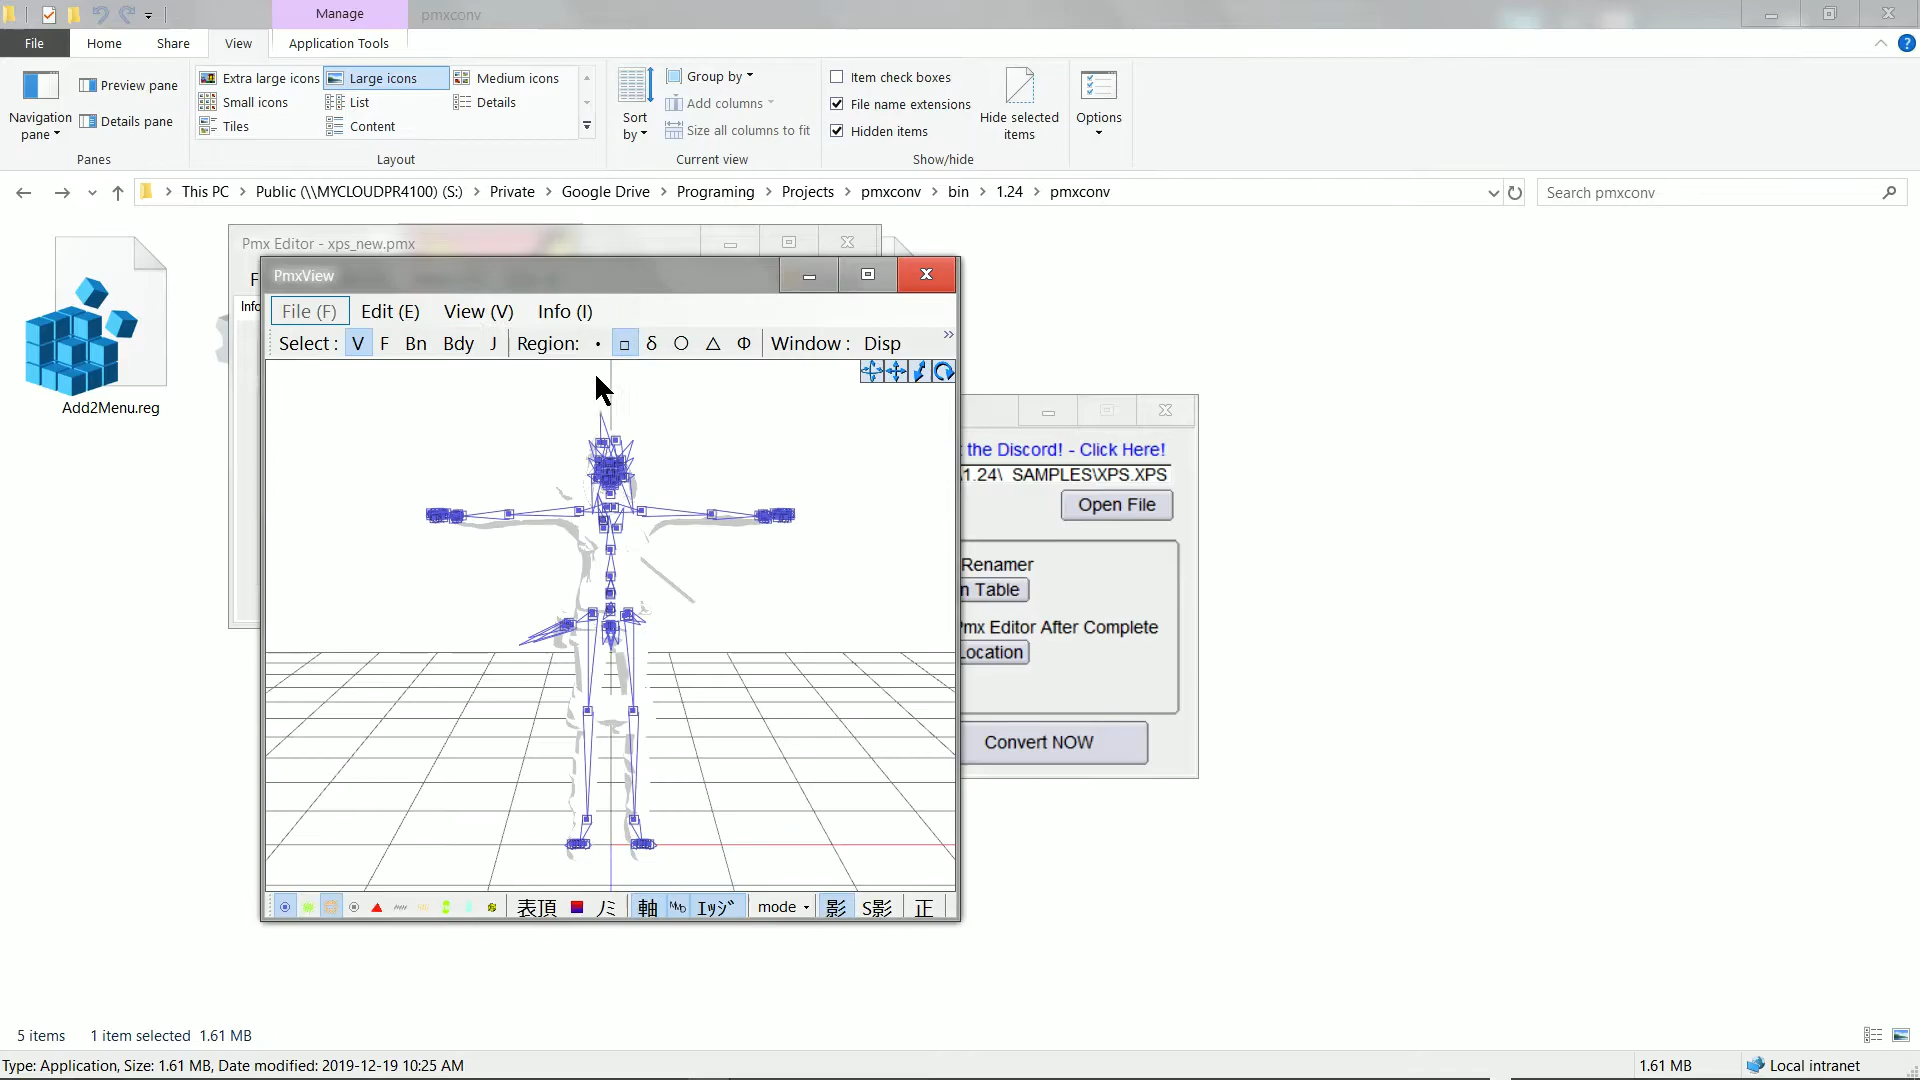 Manage
pmxconv
File
Home
Share
View
Application Tools
Navigation pane
Preview pane
Details pane
Extra large icons
Large icons
Medium icons
Small icons
List
Details
Tiles
Content
Sort by
Group by
Add columns
Size all columns to fit
Item check boxes
File name extensions
Hidden items
Hide selected items
Options
Panes
Layout
Current view
Show/hide
This PC
Public (\\MYCLOUDPR4100) (S:)
Private
Google Drive
Programing
Projects
pmxconv
bin
1.24
pmxconv
Search pmxconv
Add2Menu.reg
Pmx Editor - xps_new.pmx
F
Info
PmxView
File (F)
Edit (E)
View (V)
Info (I)
Select :
V
F
Bn
Bdy
J
Region:
δ
Φ
Window :
Disp
the Discord! - Click Here!
\1.24\_SAMPLES\XPS.XPS
Open File
Renamer
n Table
Pmx Editor After Complete
Location
Convert NOW
表頂
軸
ｴｯｼﾞ
mode
影
S影
正
5 items
1 item selected 1.61 MB
Type: Application, Size: 1.61 MB, Date modified: 2019-12-19 10:25 AM
1.61 MB
Local intranet